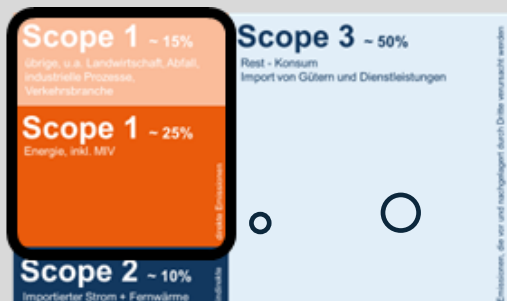 Scope 1 ~ 15%
übrige, u.a. Landwirtschaft, Abfall,
industrielle Prozesse,
Verkehrsbranche
Scope 1 ~ 25%
Energie, inkl. MIV
direkte Emissionen
Scope 2 ~ 10%
Importierter Strom + Fernwärme
indirekte
Scope 3 ~ 50%
Rest - Konsum
Import von Gütern und Dienstleistungen
Emissionen, die vor und nachgelagert durch Dritte verursacht werden